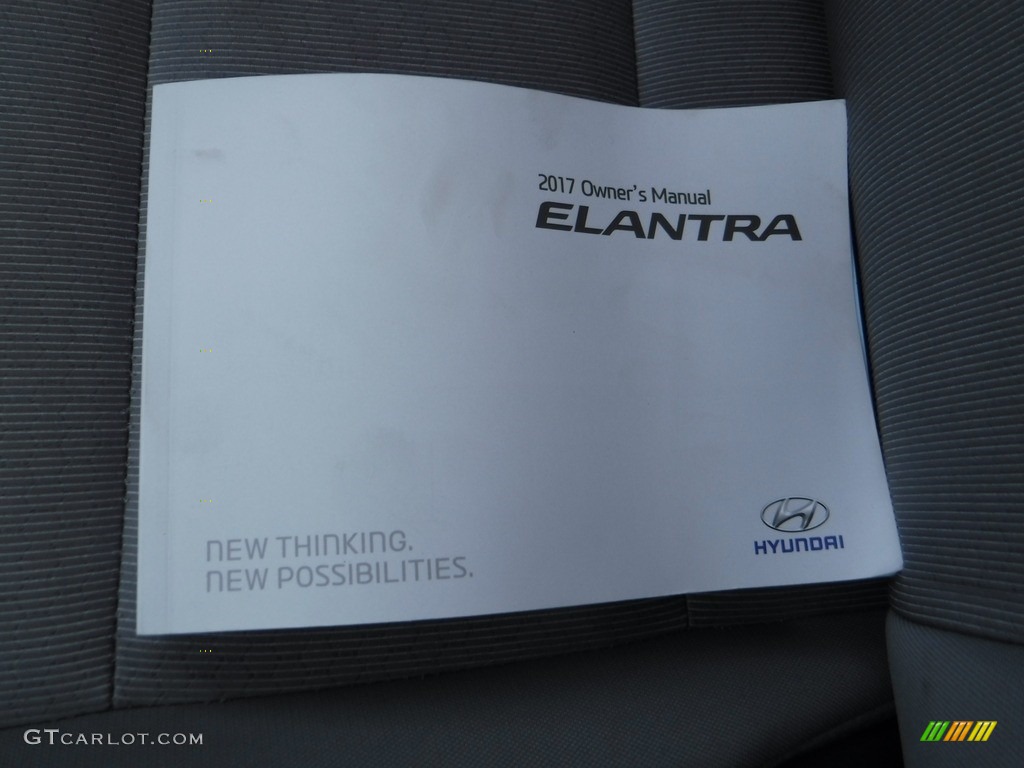 2017 Owner's Manual
ELANTRA
NEW THINKING.
NEW POSSIBILITIES.
HYUNDAI
GTCARLOT.COM